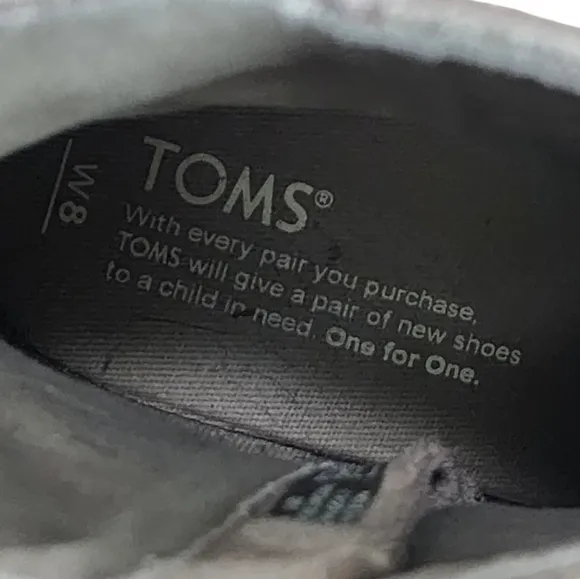 TOMS®
W8
With every pair you purchase,
TOMS will give a pair of new shoes
to a child in need. One for One.